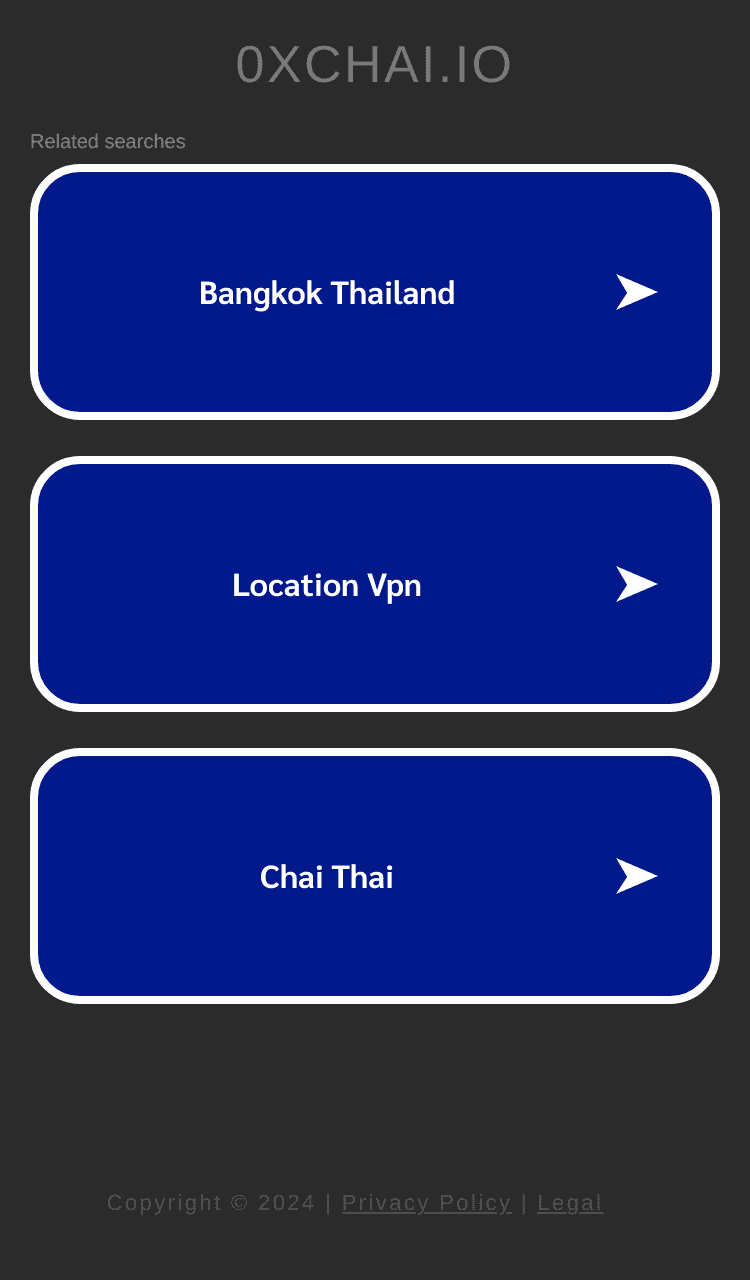 0XCHAI.IO
Related searches
Bangkok Thailand
Location Vpn
Chai Thai
Copyright © 2024 | Privacy Policy | Legal